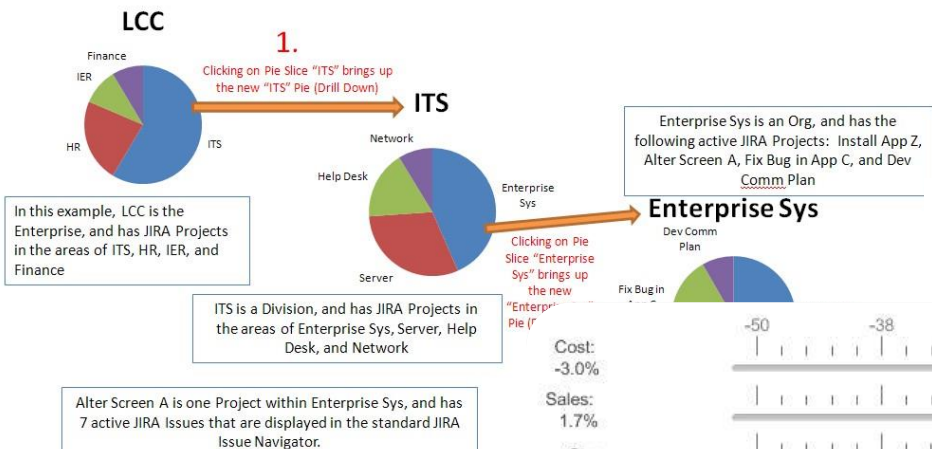 LCC
1.
Clicking on Pie Slice “ITS” brings up
the new “ITS” Pie (Drill Down)
Finance
IER
HR
ITS
In this example, LCC is the
Enterprise, and has JIRA Projects
in the areas of ITS, HR, IER, and
Finance
ITS
Network
Help Desk
Enterprise
Sys
Server
ITS is a Division, and has JIRA Projects in
the areas of Enterprise Sys, Server, Help
Desk, and Network
Enterprise Sys is an Org, and has the
following active JIRA Projects: Install App Z,
Alter Screen A, Fix Bug in App C, and Dev
Comm Plan
Enterprise Sys
Dev Comm
Plan
Fix Bug in
Clicking on Pie
Slice “Enterprise
Sys” brings up
the new
Pie
Alter Screen A is one Project within Enterprise Sys, and has
7 active JIRA Issues that are displayed in the standard JIRA
Issue Navigator.
-50
-38
Cost:
-3.0%
Sales:
1.7%